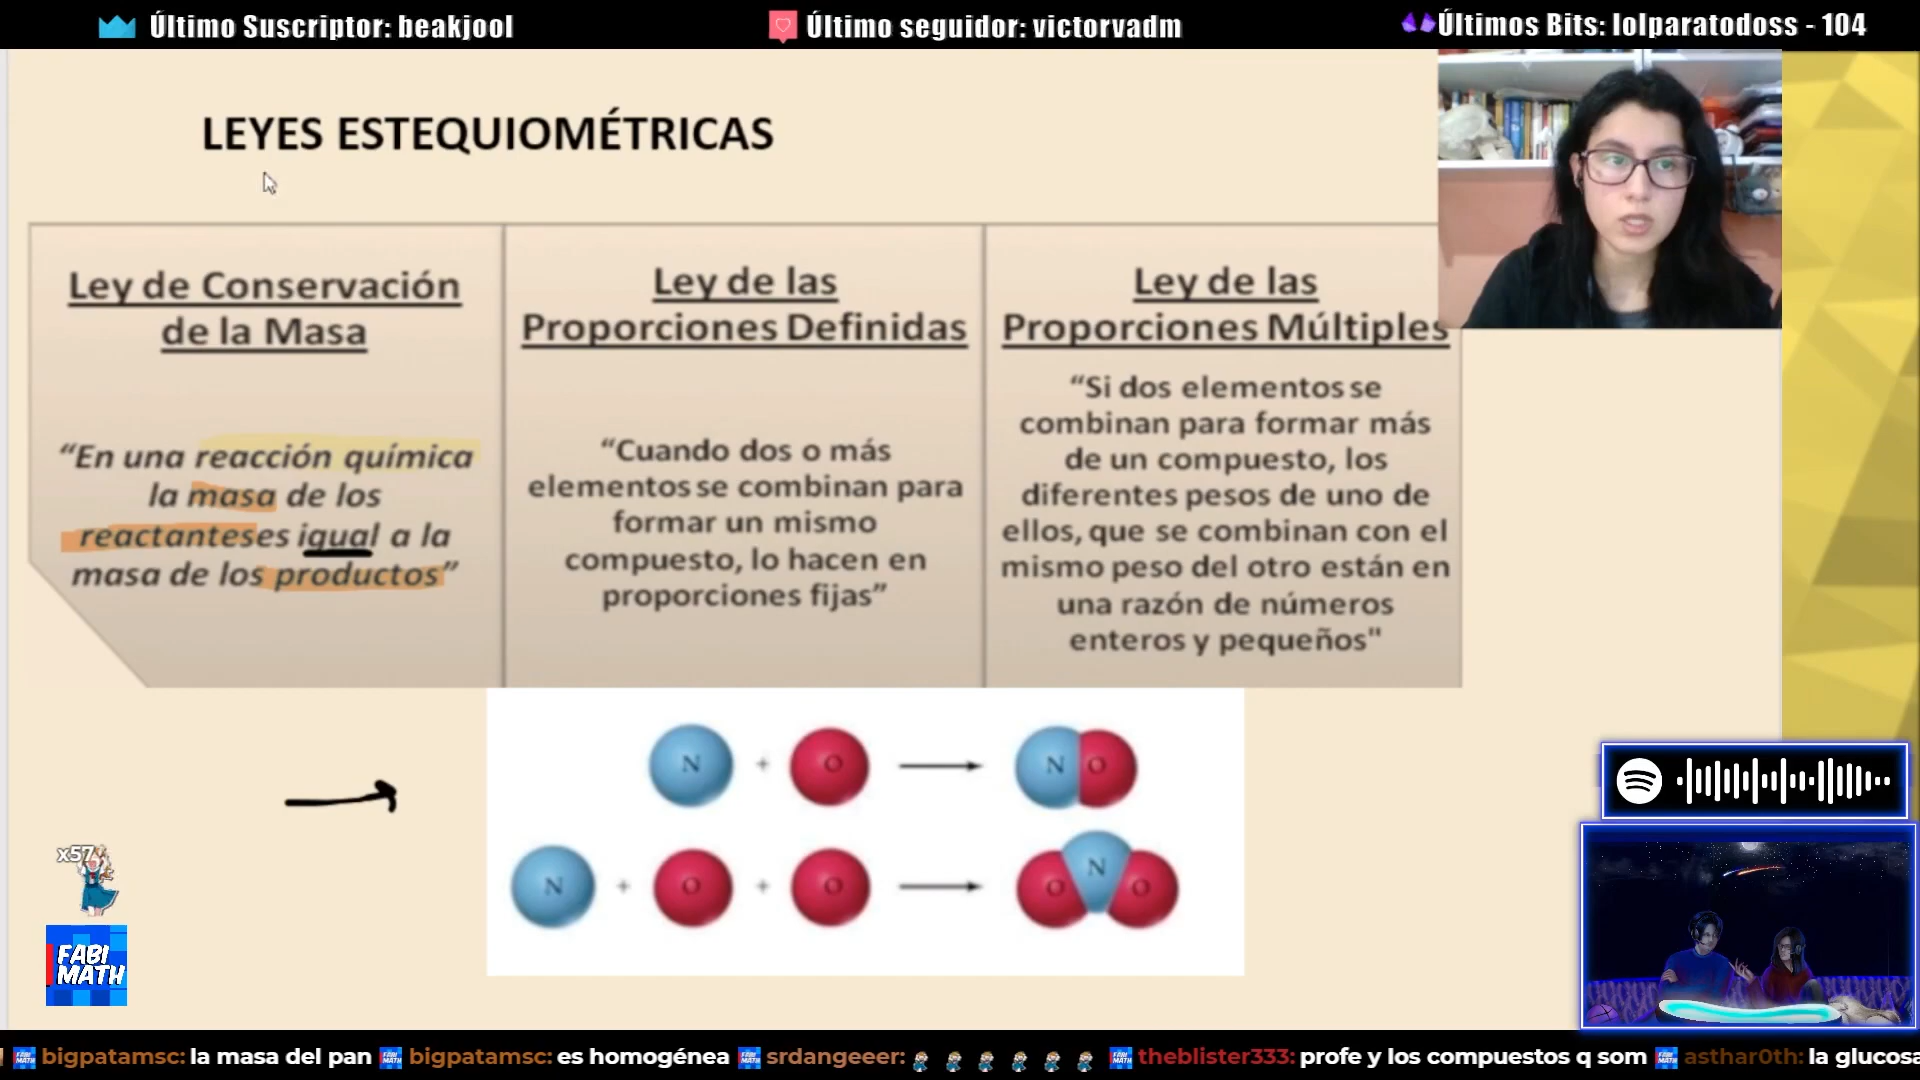 Último Suscriptor: beakjool
Último seguidor: victorvadm
Últimos Bits: lolparatodoss - 104
LEYES ESTEQUIOMÉTRICAS
Ley de Conservación
de la Masa
“En una reacción química
la masa de los
reactanteses igual a la
masa de los productos”
Ley de las
Proporciones Definidas
“Cuando dos o más
elementos se combinan para
formar un mismo
compuesto, lo hacen en
proporciones fijas”
Ley de las
Proporciones Múltiples
“Si dos elementos se
combinan para formar más
de un compuesto, los
diferentes pesos de uno de
ellos, que se combinan con el
mismo peso del otro están en
una razón de números
enteros y pequeños"
N + O NO
N + O + O ONO
x57
FABI
MATH
bigpatamsc: la masa del pan bigpatamsc: es homogénea srdangeeer: theblister333: profe y los compuestos q som asthar0th: la glucosa